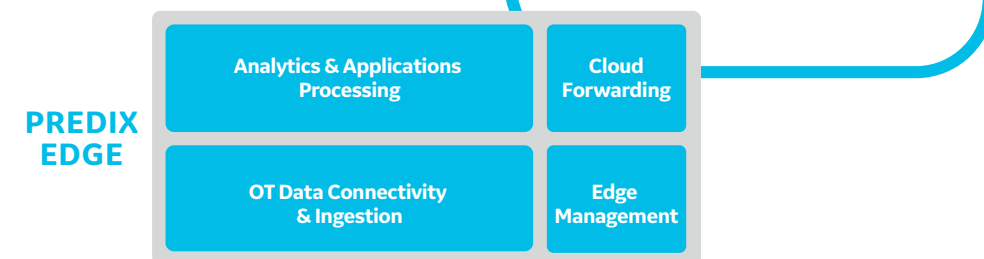 PREDIX
EDGE
Analytics & Applications
Processing
Cloud
Forwarding
OT Data Connectivity
& Ingestion
Edge
Management